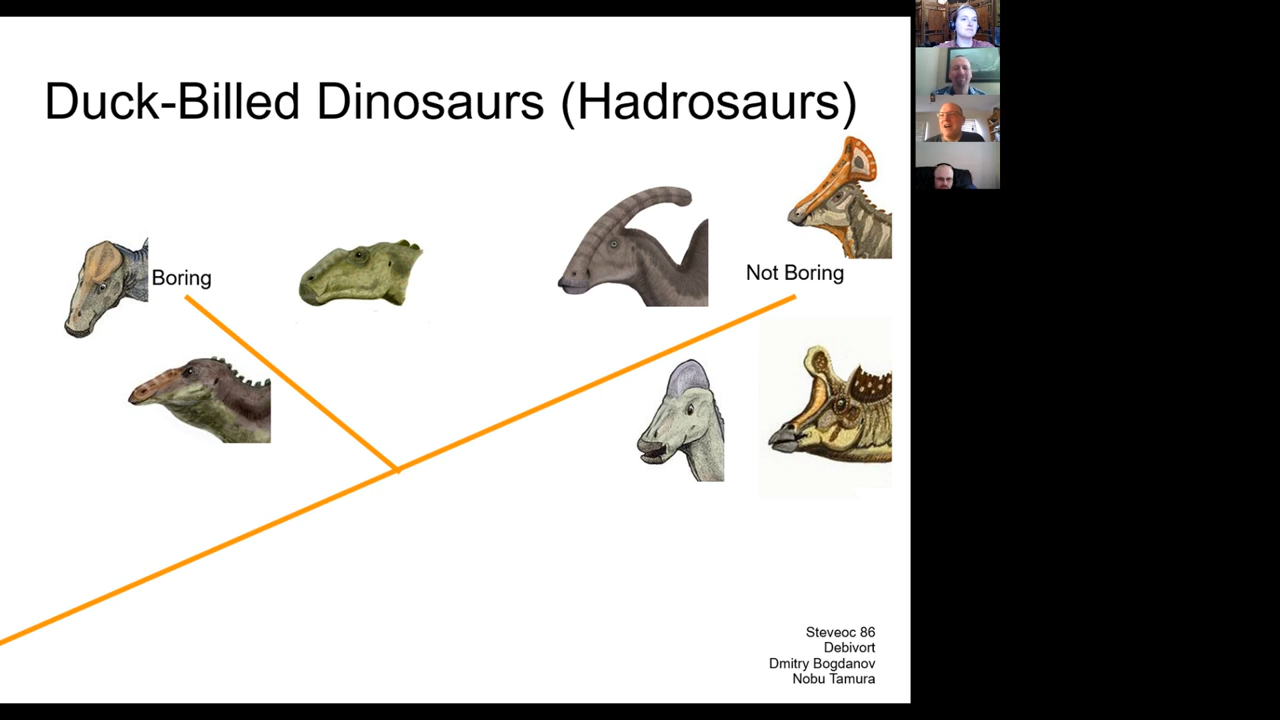 Duck-Billed Dinosaurs (Hadrosaurs)
Boring
Not Boring
Steveoc 86
Debivort
Dmitry Bogdanov
Nobu Tamura